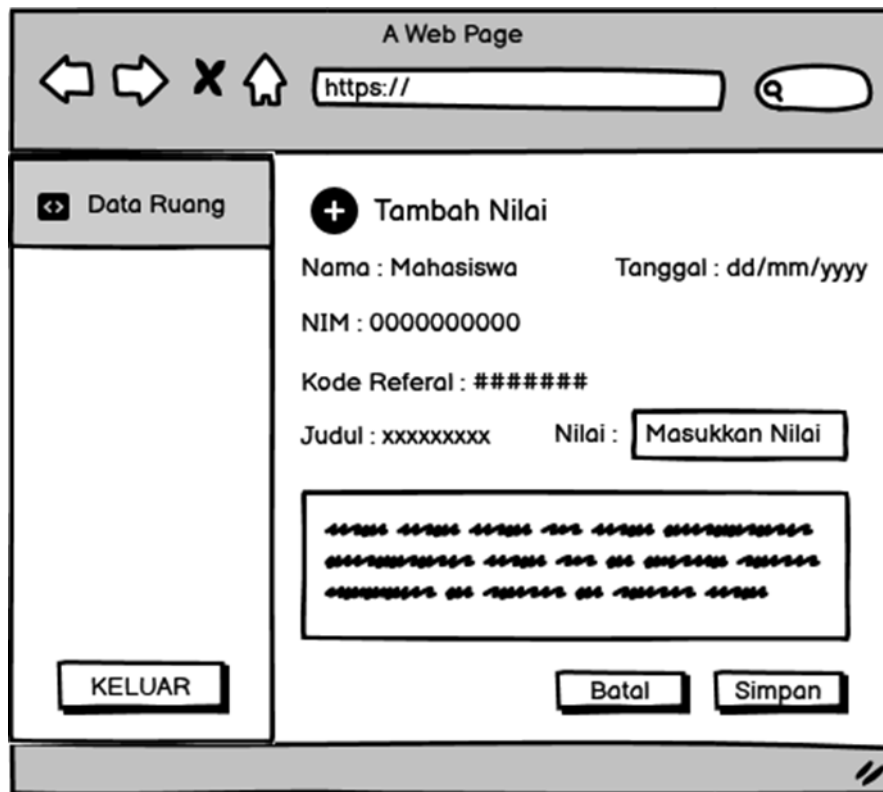 A Web Page
https://
Data Ruang
Tambah Nilai
Nama : Mahasiswa
Tanggal : dd/mm/yyyy
NIM : 0000000000
Kode Referal : #######
Judul : xxxxxxxxx
Nilai : Masukkan Nilai
KELUAR
Batal
Simpan